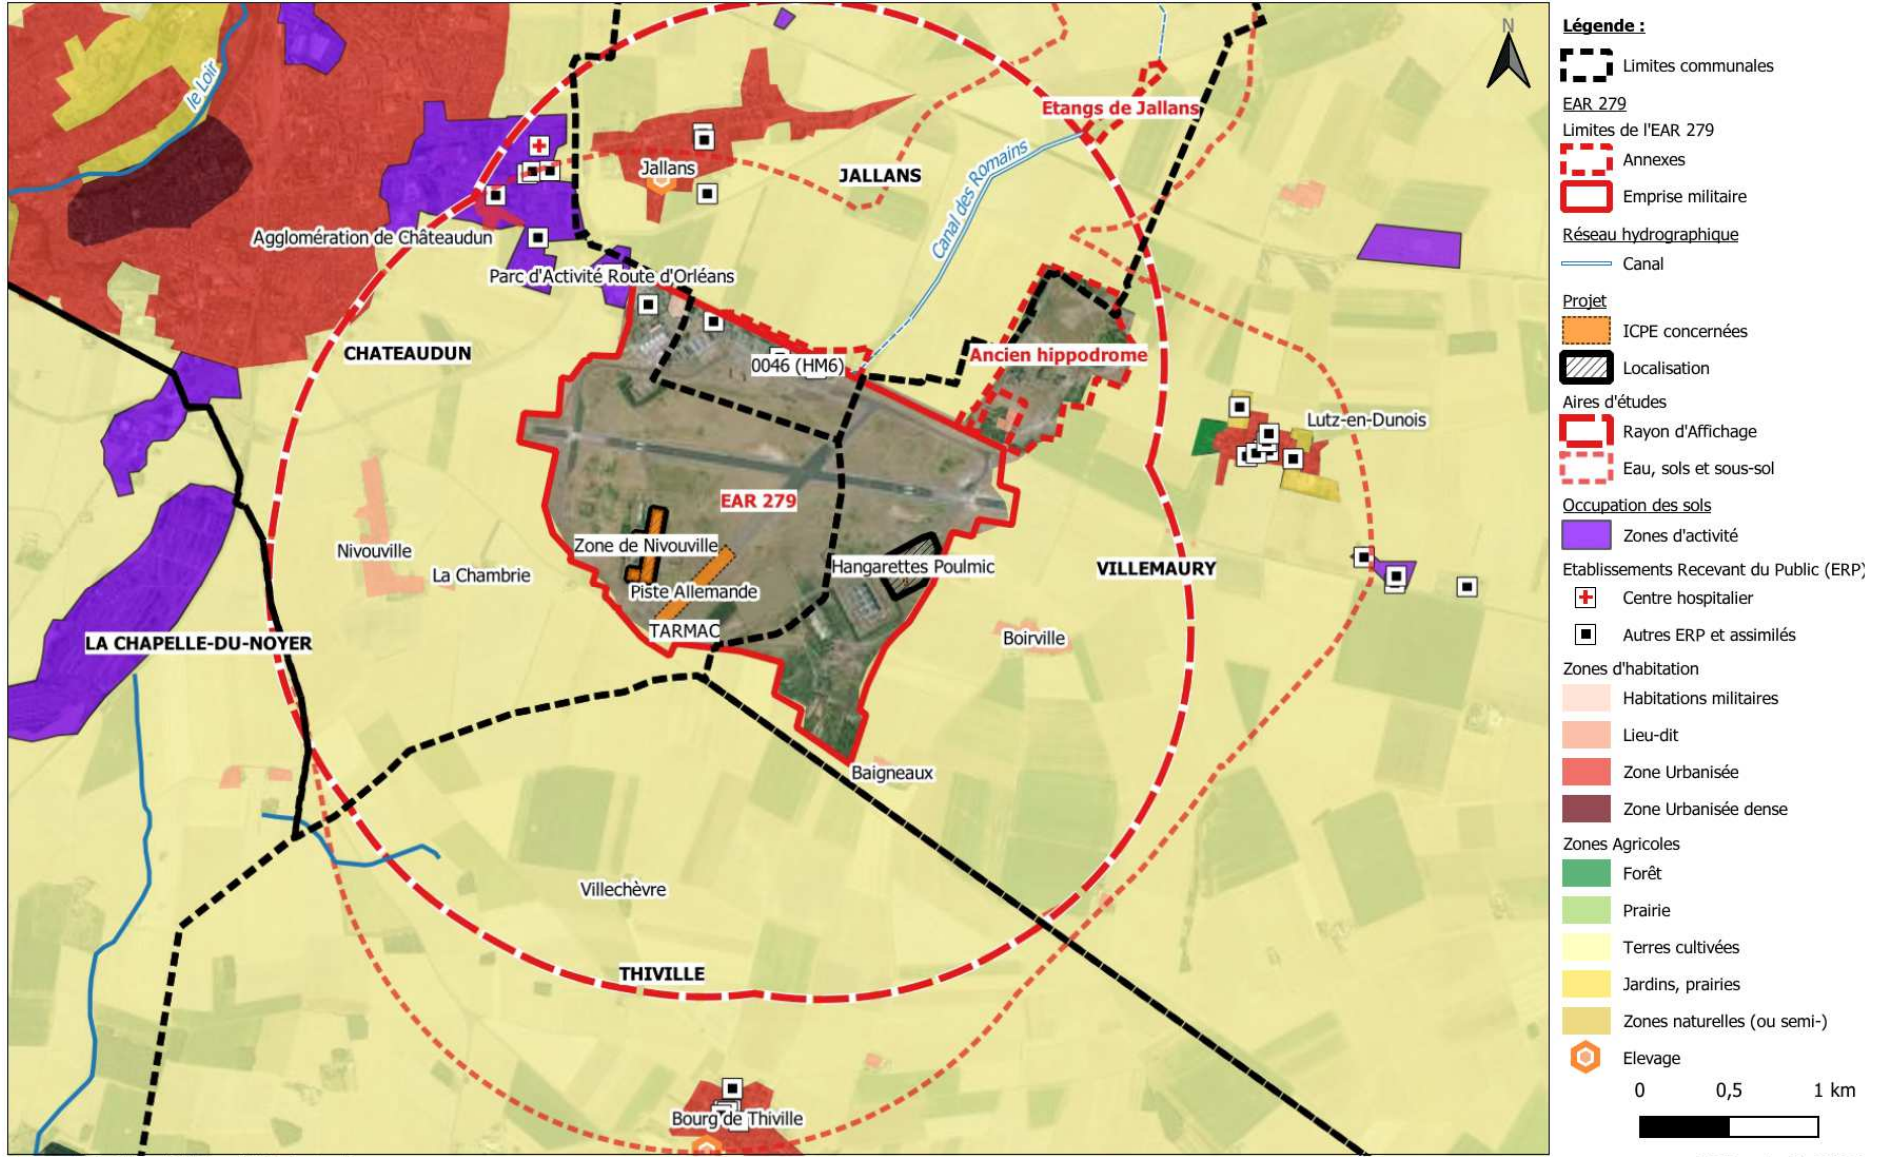 N
le Loir
Etangs de Jallans
Jallans
JALLANS
Canal des Romains
Agglomération de Châteaudun
Parc d'Activité Route d'Orléans
CHATEAUDUN
0046 (HM6)
Ancien hippodrome
Lutz-en-Dunois
EAR 279
Nivouville
Zone de Nivouville
La Chambrie
Hangarettes Poulmic
VILLEMAURY
Piste Allemande
TARMAC
LA CHAPELLE-DU-NOYER
Boirville
Baigneaux
Villechèvre
THIVILLE
Bourg de Thiville
Légende :
Limites communales
EAR 279
Limites de l'EAR 279
Annexes
Emprise militaire
Réseau hydrographique
Canal
Projet
ICPE concernées
Localisation
Aires d'études
Rayon d'Affichage
Eau, sols et sous-sol
Occupation des sols
Zones d'activité
Etablissements Recevant du Public (ERP)
Centre hospitalier
Autres ERP et assimilés
Zones d'habitation
Habitations militaires
Lieu-dit
Zone Urbanisée
Zone Urbanisée dense
Zones Agricoles
Forêt
Prairie
Terres cultivées
Jardins, prairies
Zones naturelles (ou semi-)
Elevage
0 0,5 1 km